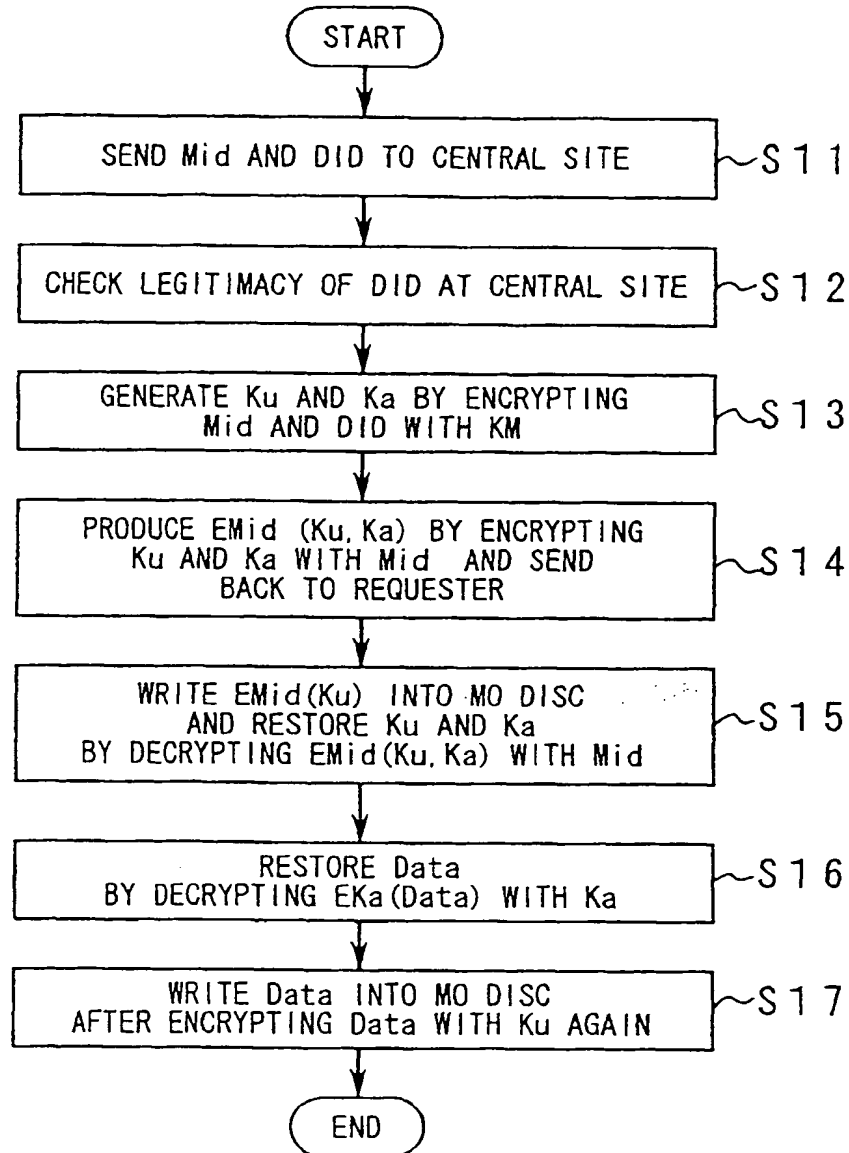 START
SEND Mid AND DID TO CENTRAL SITE
S11
CHECK LEGITIMACY OF DID AT CENTRAL SITE
S12
GENERATE Ku AND Ka BY ENCRYPTING
Mid AND DID WITH KM
S13
PRODUCE EMid (Ku, Ka) BY ENCRYPTING
Ku AND Ka WITH Mid AND SEND
BACK TO REQUESTER
S14
WRITE EMid(Ku) INTO MO DISC
AND RESTORE Ku AND Ka
BY DECRYPTING EMid(Ku, Ka) WITH Mid
S15
RESTORE Data
BY DECRYPTING EKa(Data) WITH Ka
S16
WRITE Data INTO MO DISC
AFTER ENCRYPTING Data WITH Ku AGAIN
S17
END